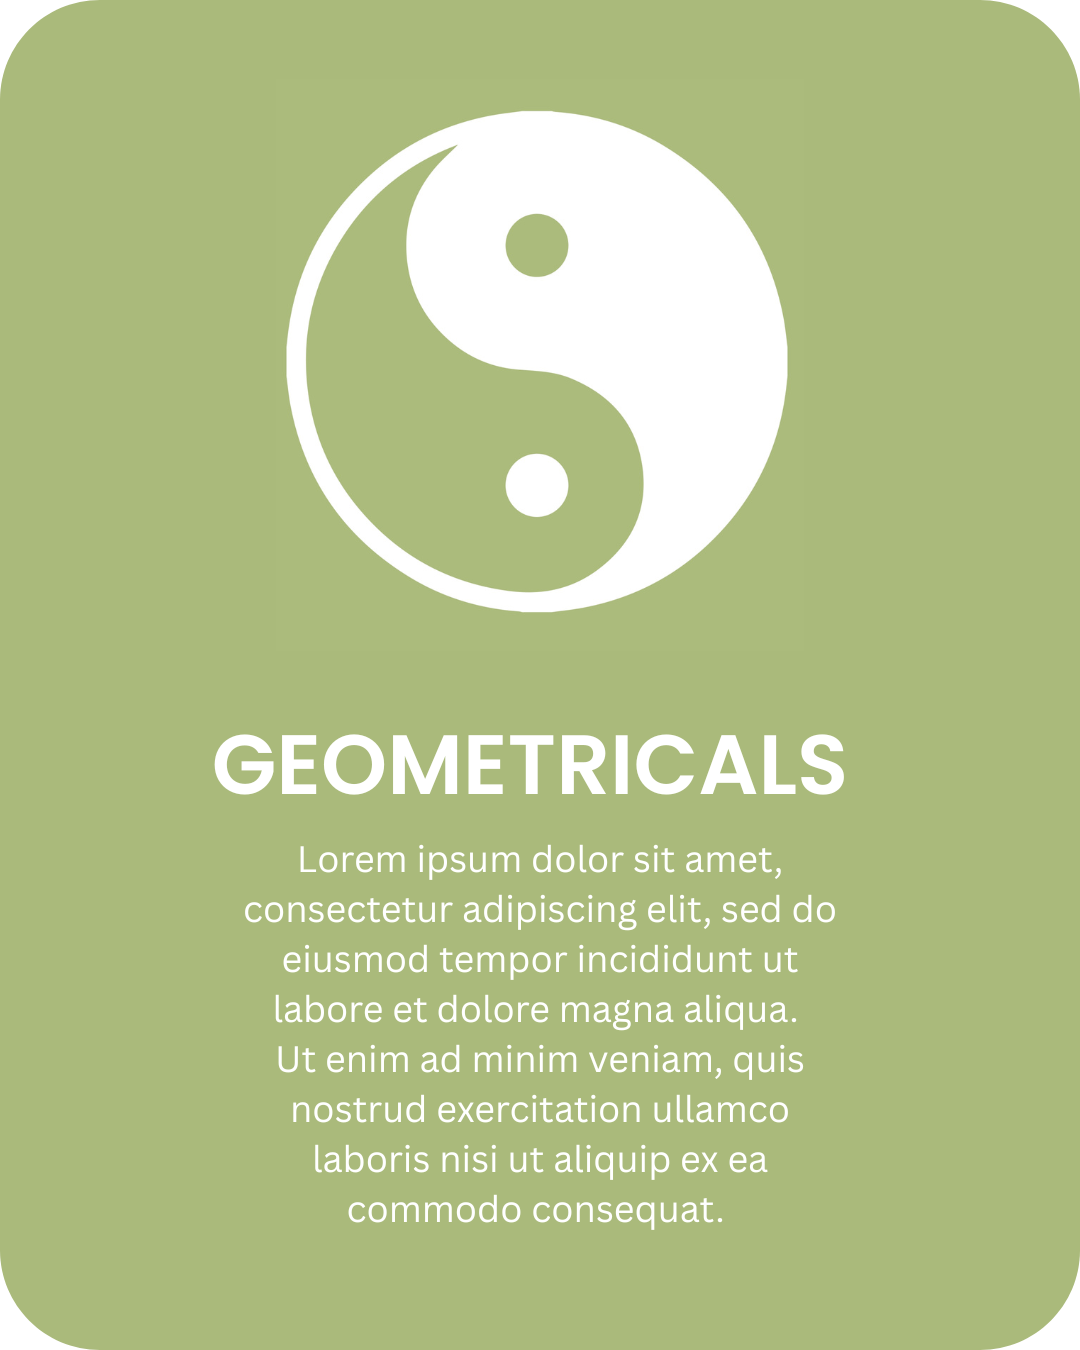 GEOMETRICALS
Lorem ipsum dolor sit amet,
consectetur adipiscing elit, sed do
eiusmod tempor incididunt ut
labore et dolore magna aliqua.
Ut enim ad minim veniam, quis
nostrud exercitation ullamco
laboris nisi ut aliquip ex ea
commodo consequat.